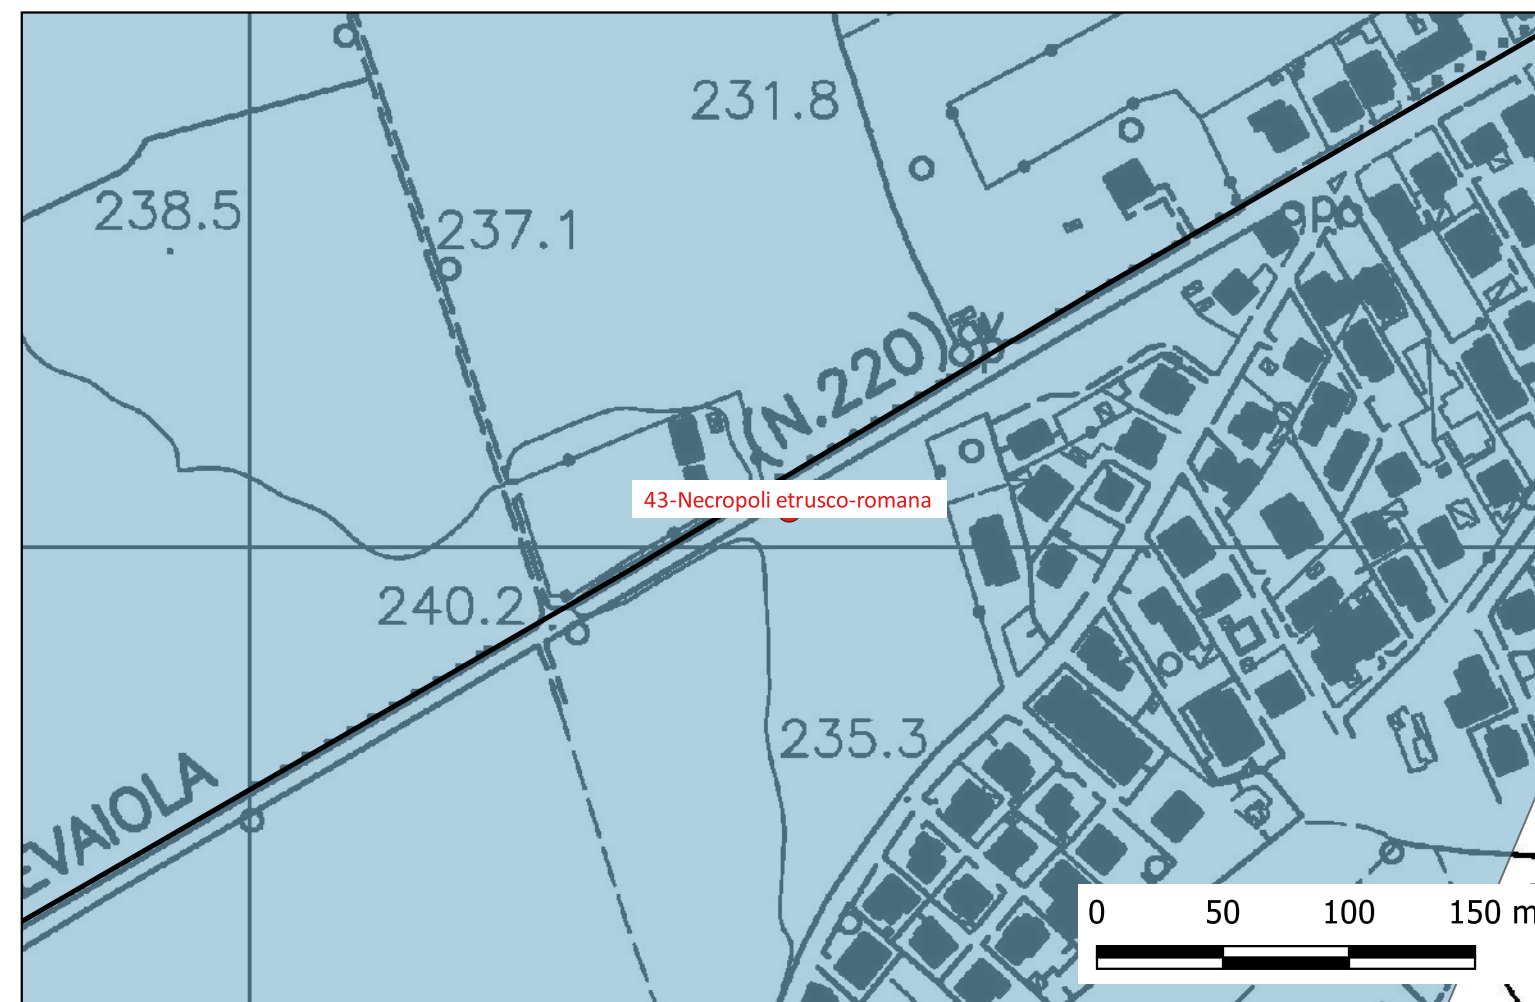 231.8
238.5
237.1
(N.220)
43-Necropoli etrusco-romana
240.2
235.3
EVAIOLA
0 50 100 150 m